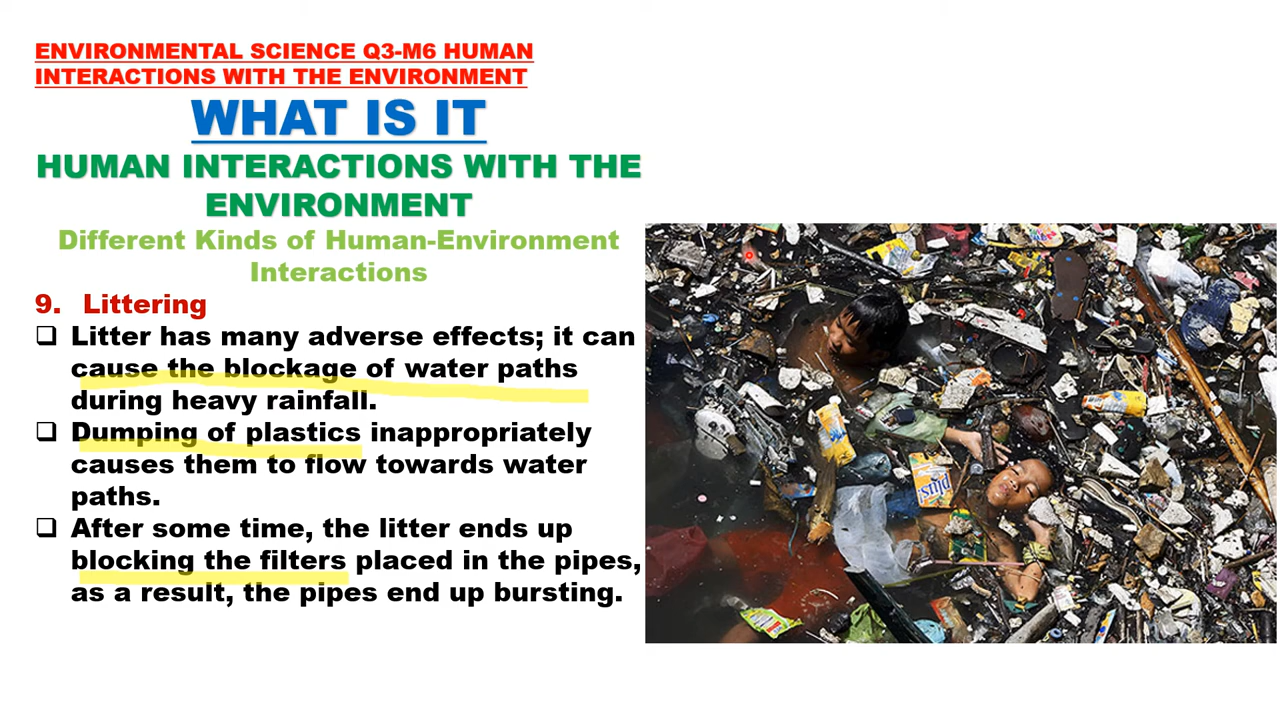 ENVIRONMENTAL SCIENCE Q3-M6 HUMAN
INTERACTIONS WITH THE ENVIRONMENT
WHAT IS IT
HUMAN INTERACTIONS WITH THE
ENVIRONMENT
Different Kinds of Human-Environment
Interactions
9. Littering
❑ Litter has many adverse effects; it can
cause the blockage of water paths
during heavy rainfall.
❑ Dumping of plastics inappropriately
causes them to flow towards water
paths.
❑ After some time, the litter ends up
blocking the filters placed in the pipes,
as a result, the pipes end up bursting.